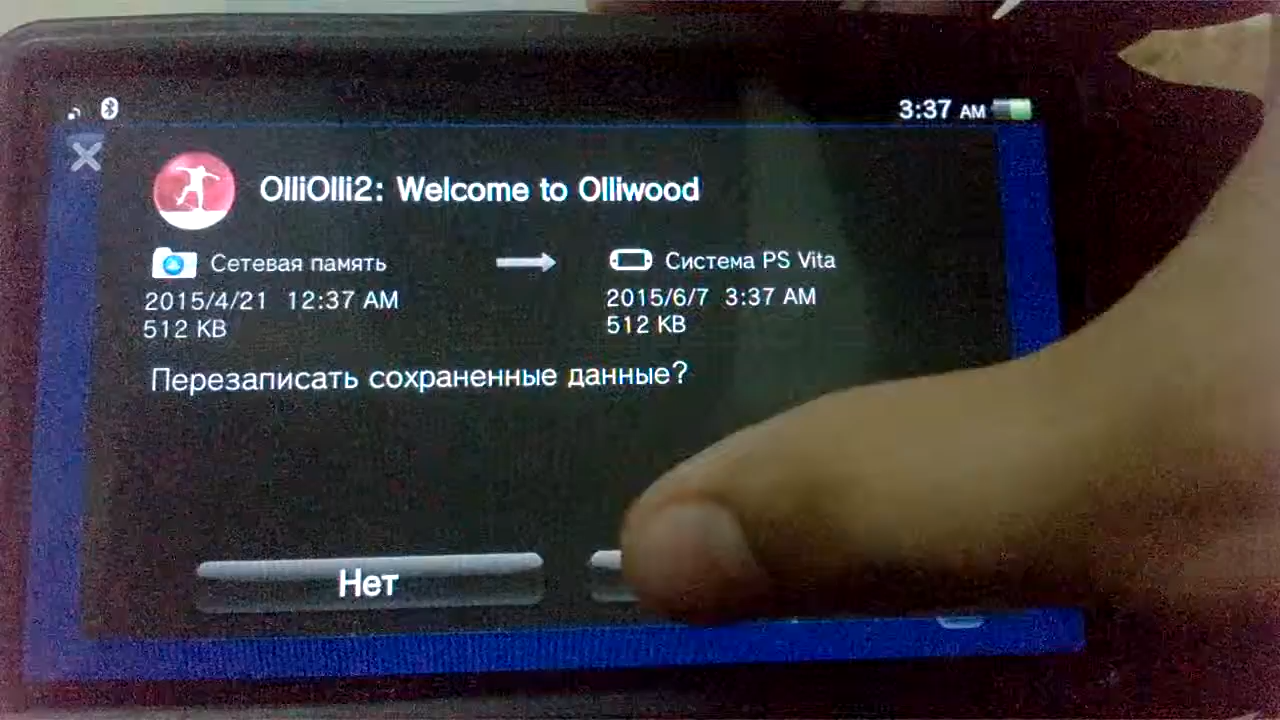 3:37 AM
OlliOlli2: Welcome to Olliwood
Сетевая память
Система PS Vita
2015/4/21 12:37 AM
2015/6/7 3:37 AM
512 KB
512 KB
Перезаписать сохраненные данные?
Нет